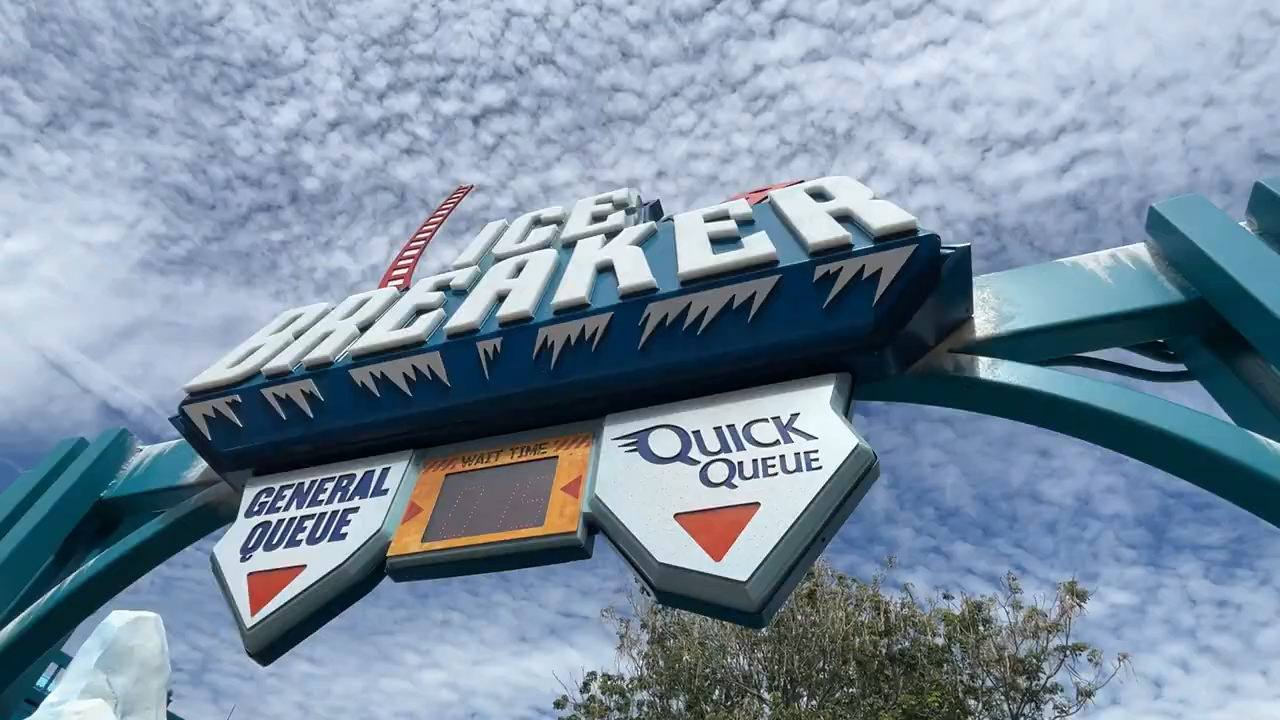 ICE
BREAKER
GENERAL
QUEUE
WAIT TIME
QUICK
QUEUE